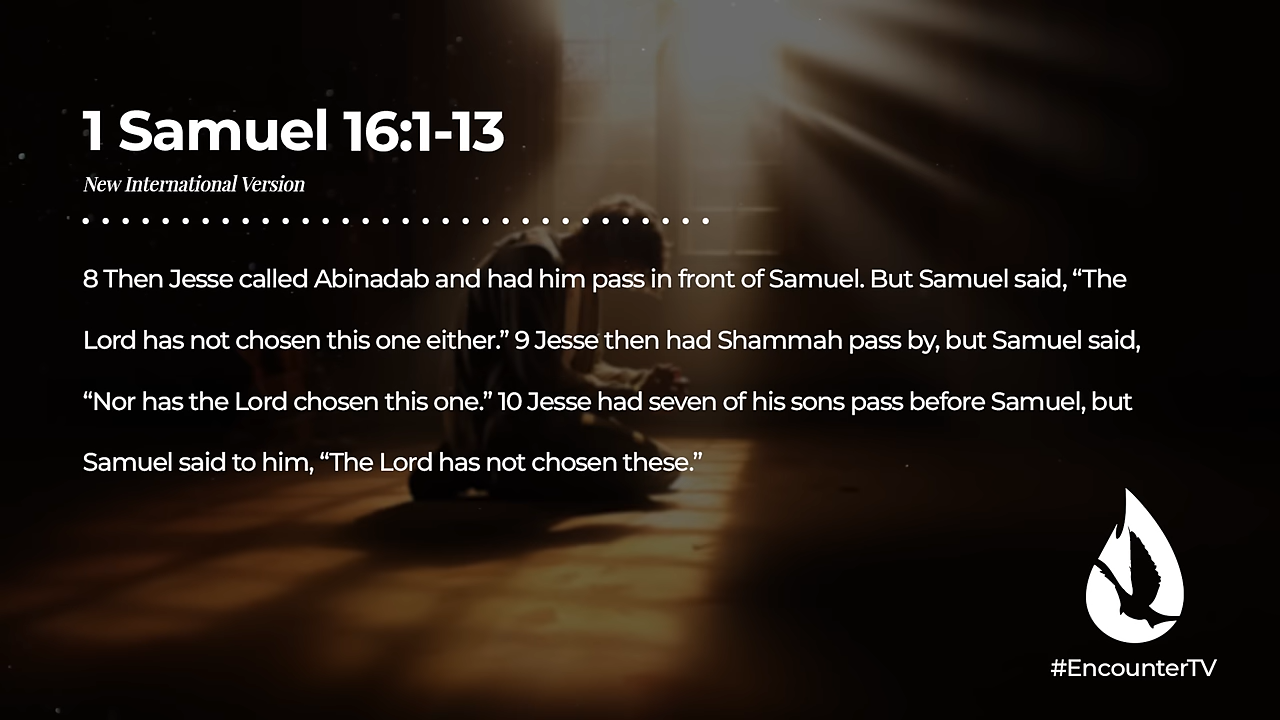 1 Samuel 16:1-13
New International Version
8 Then Jesse called Abinadab and had him pass in front of Samuel. But Samuel said, “The
Lord has not chosen this one either.” 9 Jesse then had Shammah pass by, but Samuel said,
“Nor has the Lord chosen this one.” 10 Jesse had seven of his sons pass before Samuel, but
Samuel said to him, “The Lord has not chosen these.”
#EncounterTV